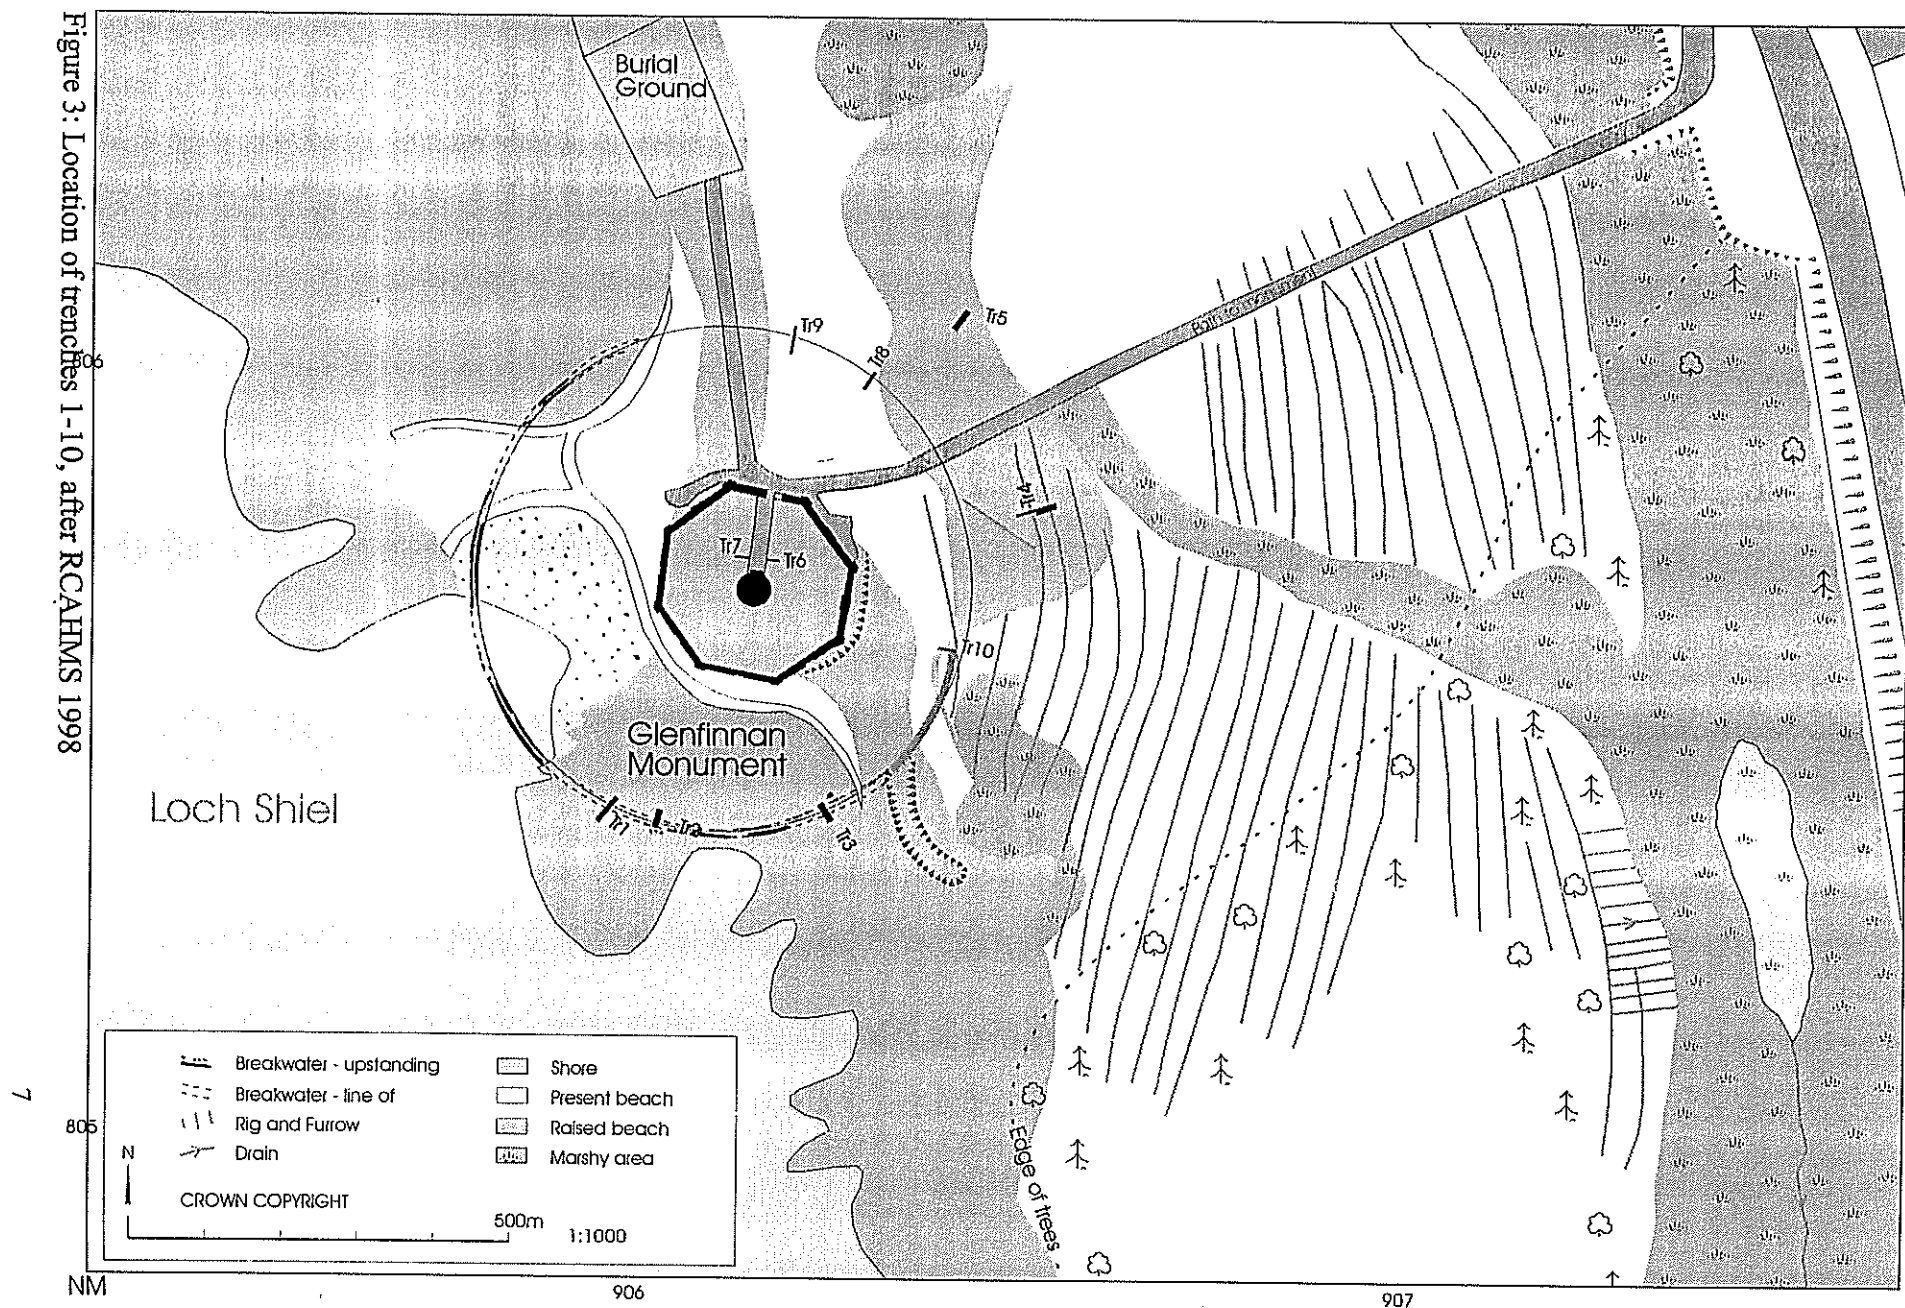 Figure 3: Location of trenches 1-10, after RCAHMS 1998
Burial
Ground
Path to monument
Tr9
Tr8
Tr5
Tr4
Tr7
Tr6
Tr10
Glenfinnan
Monument
Tr1
Tr2
Tr3
Loch Shiel
Edge of trees
806
805
Breakwater - upstanding
Breakwater - line of
Rig and Furrow
Drain
Shore
Present beach
Raised beach
Marshy area
N
CROWN COPYRIGHT
500m
1:1000
NM
906
907
7